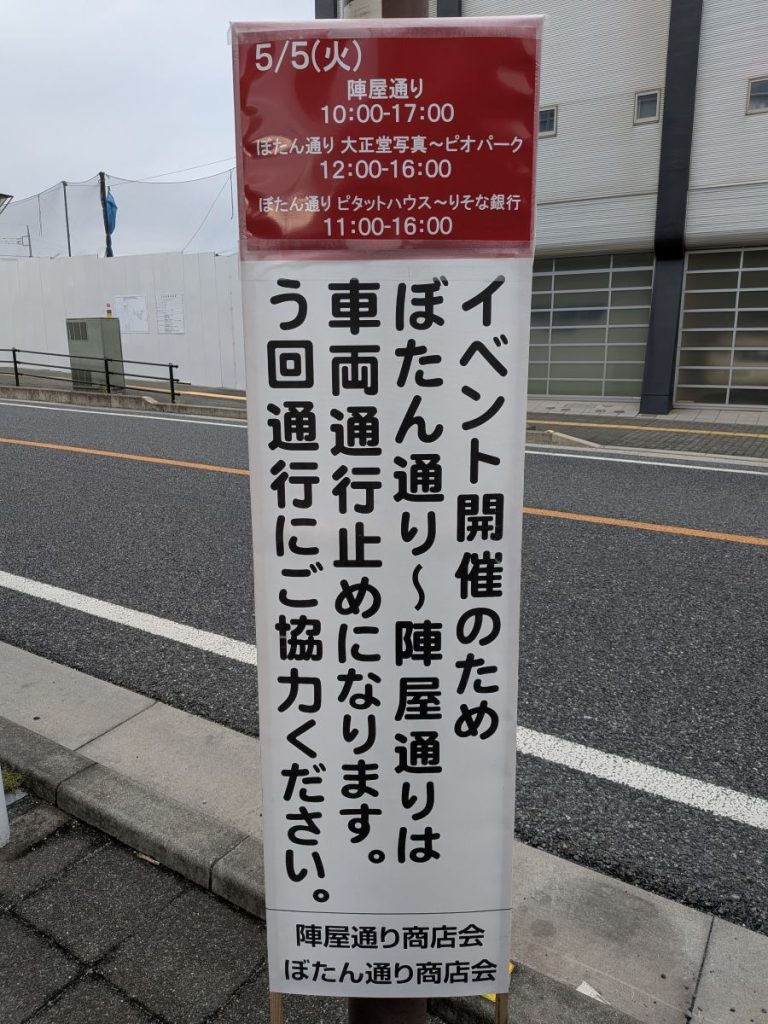 5/5(火)
陣屋通り
10:00-17:00
ぼたん通り 大正堂写真～ピオパーク
12:00-16:00
ぼたん通り ピタットハウス～りそな銀行
11:00-16:00
イベント開催のため
ぼたん通り～陣屋通りは
車両通行止めになります。
う回通行にご協力ください。
陣屋通り商店会
ぼたん通り商店会